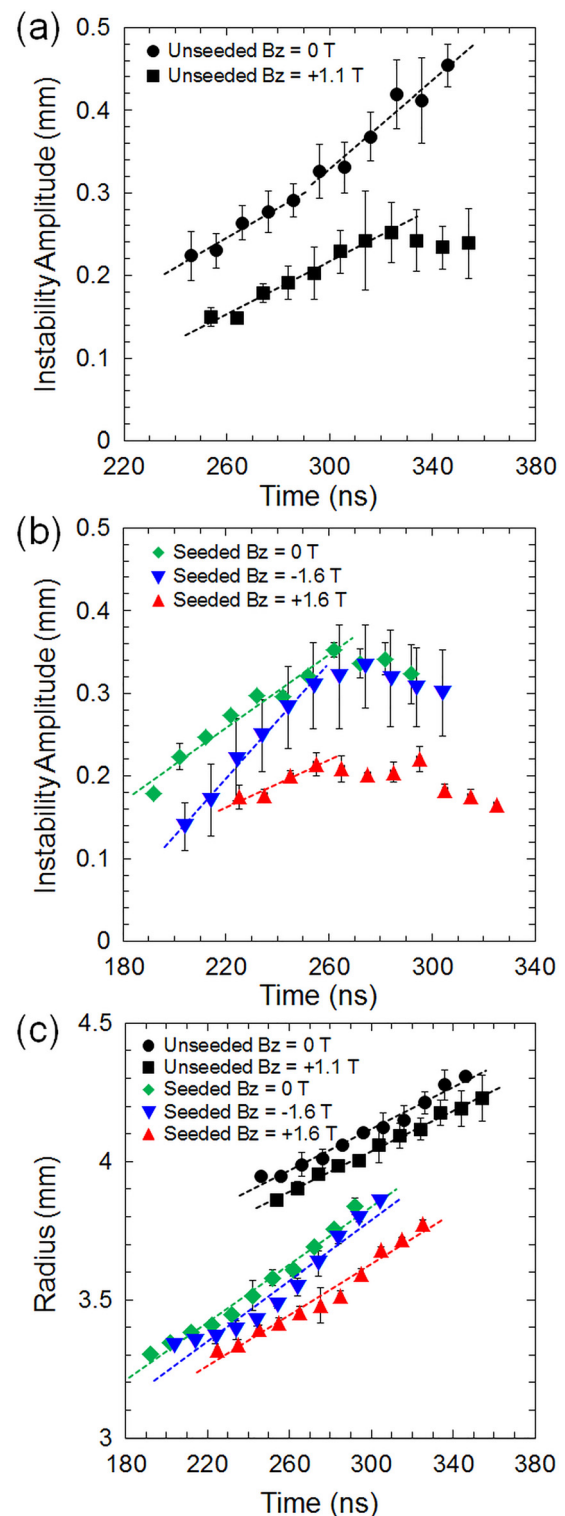 (a)
0.5
0.4
0.3
0.2
0.1
0
Instability Amplitude (mm)
Unseeded Bz = 0 T
Unseeded Bz = +1.1 T
220 260 300 340 380
Time (ns)
(b)
0.5
0.4
0.3
0.2
0.1
0
Instability Amplitude (mm)
Seeded Bz = 0 T
Seeded Bz = -1.6 T
Seeded Bz = +1.6 T
180 220 260 300 340
Time (ns)
(c)
4.5
4
3.5
3
Radius (mm)
Unseeded Bz = 0 T
Unseeded Bz = +1.1 T
Seeded Bz = 0 T
Seeded Bz = -1.6 T
Seeded Bz = +1.6 T
180 220 260 300 340 380
Time (ns)